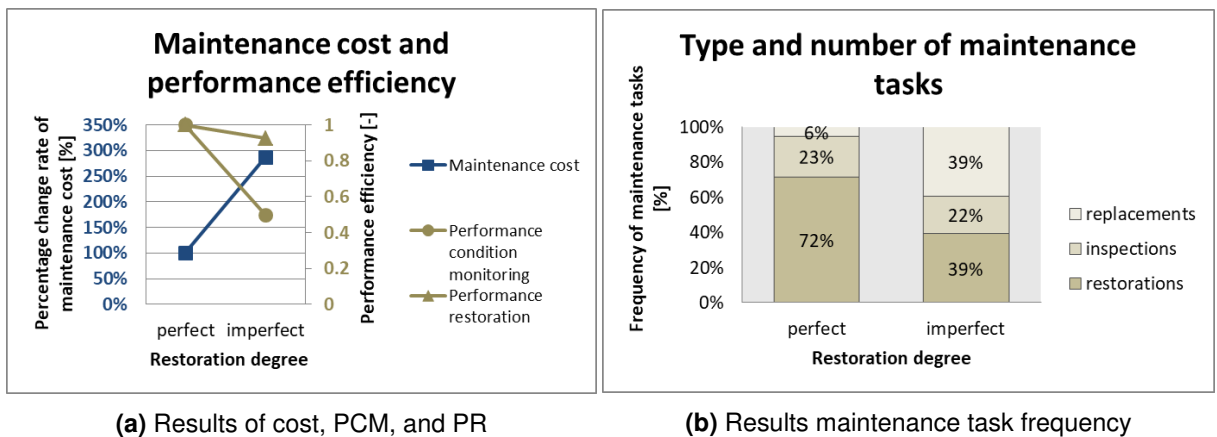 Maintenance cost and
performance efficiency
Percentage change rate of
maintenance cost [%]
350%
300%
250%
200%
150%
100%
50%
0%
1
0.8
0.6
0.4
0.2
0
Performance efficiency [-]
perfect imperfect
Restoration degree
Maintenance cost
Performance
condition
monitoring
Performance
restoration
(a) Results of cost, PCM, and PR
Type and number of maintenance
tasks
Frequency of maintenance tasks
[%]
100%
80%
60%
40%
20%
0%
6%
23%
72%
39%
22%
39%
perfect imperfect
Restoration degree
replacements
inspections
restorations
(b) Results maintenance task frequency